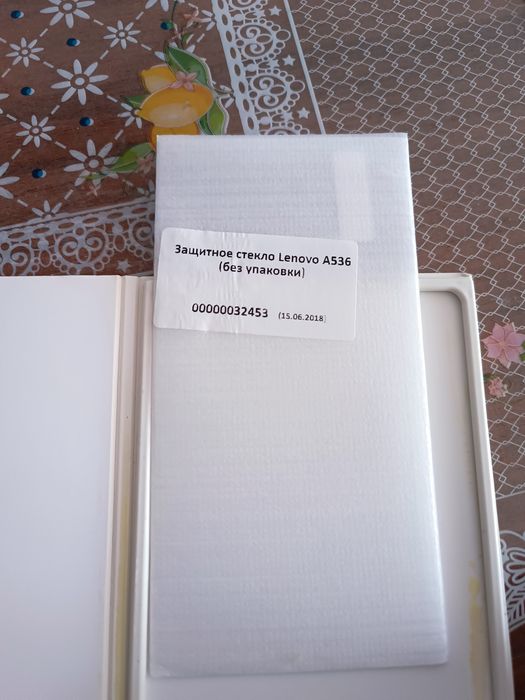 Защитное стекло Lenovo A536
(без упаковки)
00000032453 (15.06.2018)